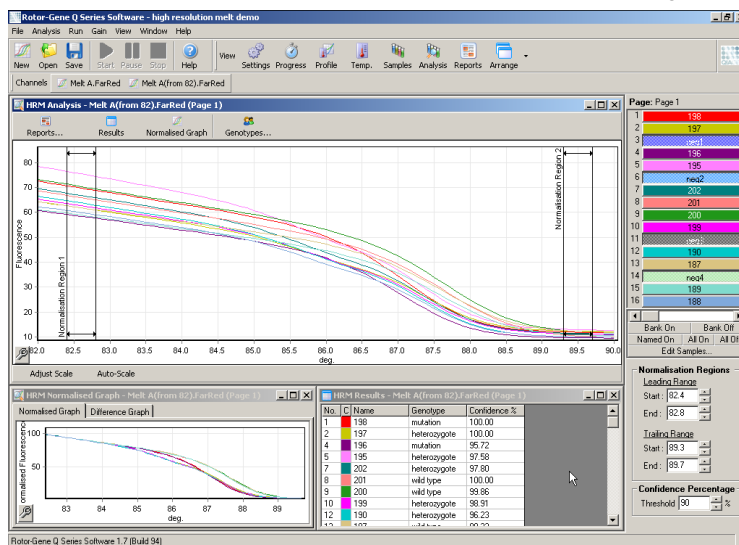 Rotor-Gene Q Series Software - high resolution melt demo
File Analysis Run Gain View Window Help
New Open Save Start Pause Stop Help View Settings Progress Profile Temp. Samples Analysis Reports Arrange
Channels Melt A.FarRed Melt A(from 82).FarRed
HRM Analysis - Melt A(from 82).FarRed (Page 1)
Reports... Results Normalised Graph Genotypes...
80
70
60
50
40
30
20
10
Fluorescence
Normalisation Region 1
Normalisation Region 2
82.0 82.5 83.0 83.5 84.0 84.5 85.0 85.5 86.0 86.5 87.0 87.5 88.0 88.5 89.0 89.5 90.0
deg.
Adjust Scale Auto-Scale
Page: Page 1
1 198
2 197
3 neg1
4 196
5 195
6 neg2
7 202
8 201
9 200
10 199
11
12 190
13 187
14 neg4
15 189
16 188
Bank On Bank Off
Named On All On All Off
Edit Samples...
Normalisation Regions
Leading Range
Start : 82.4
End : 82.8
Trailing Range
Start : 89.3
End : 89.7
Confidence Percentage
Threshold 90 %
HRM Normalised Graph - Melt A(from 82).FarRed (Page 1)
Normalised Graph Difference Graph
100
50
83 84 85 86 87 88 89
deg.
HRM Results - Melt A(from 82).FarRed (Page 1)
No. C Name Genotype Confidence %
1 198 mutation 100.00
2 197 heterozygote 100.00
4 196 mutation 95.72
5 195 heterozygote 97.58
7 202 heterozygote 97.80
8 201 wild type 100.00
9 200 wild type 99.86
10 199 heterozygote 98.91
12 190 heterozygote 96.23
Rotor-Gene Q Series Software 1.7 (Build 94)